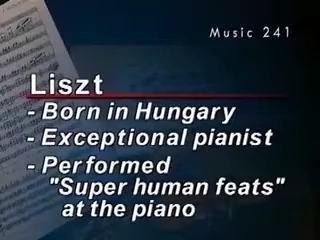 Music 241
Liszt
- Born in Hungary
- Exceptional pianist
- Performed
"Super human feats"
at the piano